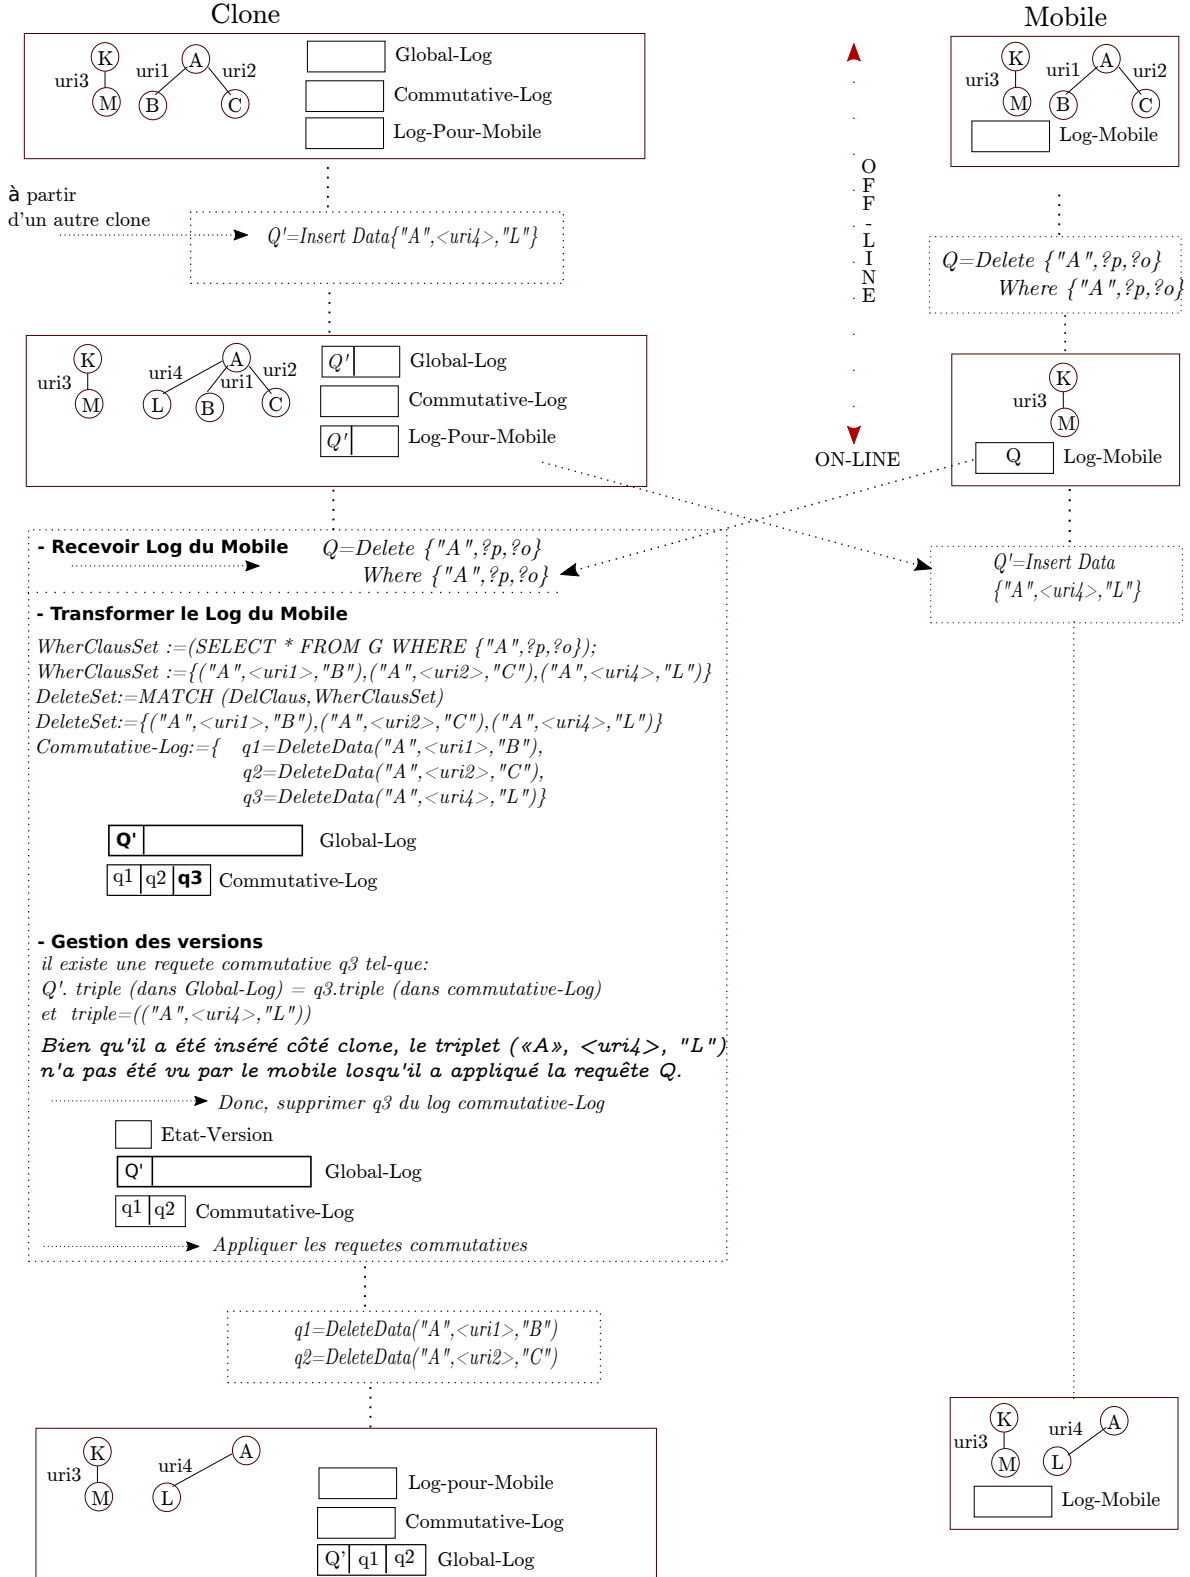 Clone
Mobile
K
uri3
M
uri1
A
uri2
B
C
Global-Log
Commutative-Log
Log-Pour-Mobile
K
uri3
M
uri1
A
uri2
B
C
Log-Mobile
OFF-LINE
à partir
d'un autre clone
Q'=Insert Data{"A",<uri4>,"L"}
Q=Delete {"A",?p,?o}
Where {"A",?p,?o}
K
uri3
M
uri4
A
uri1
uri2
L
B
C
Q' Global-Log
Commutative-Log
Q' Log-Pour-Mobile
K
uri3
M
Q Log-Mobile
ON-LINE
- Recevoir Log du Mobile
Q=Delete {"A",?p,?o}
Where {"A",?p,?o}
Q'=Insert Data
{"A",<uri4>,"L"}
- Transformer le Log du Mobile
WherClausSet :=(SELECT * FROM G WHERE {"A",?p,?o});
WherClausSet :={("A",<uri1>,"B"),("A",<uri2>,"C"),("A",<uri4>,"L")}
DeleteSet:=MATCH (DelClaus,WherClausSet)
DeleteSet:={("A",<uri1>,"B"),("A",<uri2>,"C"),("A",<uri4>,"L")}
Commutative-Log:={ q1=DeleteData("A",<uri1>,"B"),
q2=DeleteData("A",<uri2>,"C"),
q3=DeleteData("A",<uri4>,"L")}
Q' Global-Log
q1 q2 q3 Commutative-Log
- Gestion des versions
il existe une requete commutative q3 tel-que:
Q'. triple (dans Global-Log) = q3.triple (dans commutative-Log)
et triple=(("A",<uri4>,"L"))
Bien qu'il a été inséré côté clone, le triplet («A», <uri4>, "L")
n'a pas été vu par le mobile losqu'il a appliqué la requête Q.
Donc, supprimer q3 du log commutative-Log
Etat-Version
Q' Global-Log
q1 q2 Commutative-Log
Appliquer les requetes commutatives
q1=DeleteData("A",<uri1>,"B")
q2=DeleteData("A",<uri2>,"C")
K
uri3
M
uri4
A
L
Log-pour-Mobile
Commutative-Log
Q' q1 q2 Global-Log
K
uri3
M
uri4
A
L
Log-Mobile